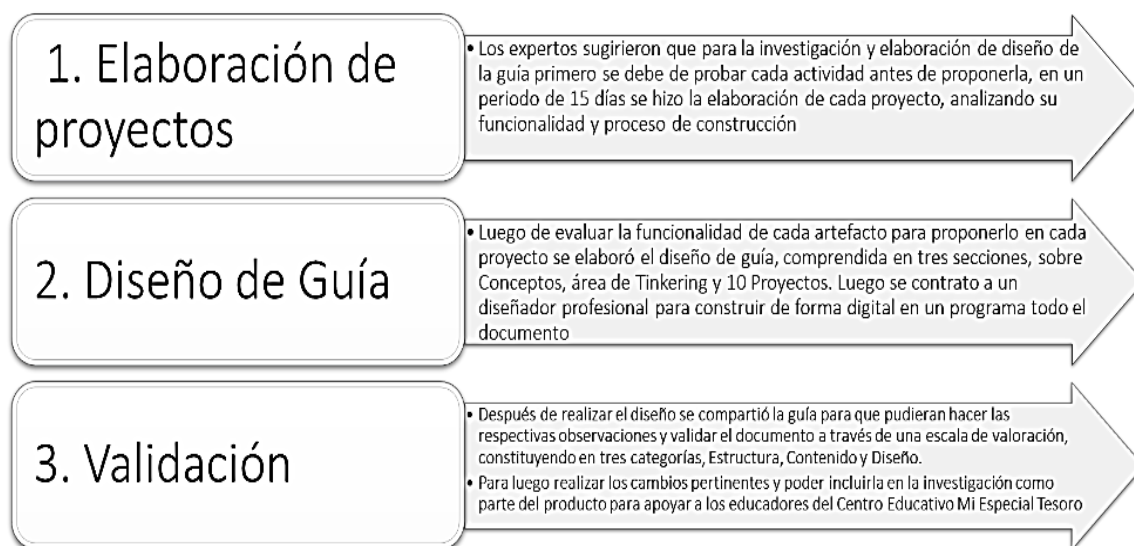 1. Elaboración de
proyectos
• Los expertos sugirieron que para la investigación y elaboración de diseño de
la guía primero se debe de probar cada actividad antes de proponerla, en un
periodo de 15 días se hizo la elaboración de cada proyecto, analizando su
funcionalidad y proceso de construcción
2. Diseño de Guía
• Luego de evaluar la funcionalidad de cada artefacto para proponerlo en cada
proyecto se elaboró el diseño de guía, comprendida en tres secciones, sobre
Conceptos, área de Tinkering y 10 Proyectos. Luego se contrato a un
diseñador profesional para construir de forma digital en un programa todo el
documento
3. Validación
• Después de realizar el diseño se compartió la guía para que pudieran hacer las
respectivas observaciones y validar el documento a través de una escala de valoración,
constituyendo en tres categorías, Estructura, Contenido y Diseño.
• Para luego realizar los cambios pertinentes y poder incluirla en la investigación como
parte del producto para apoyar a los educadores del Centro Educativo Mi Especial Tesoro